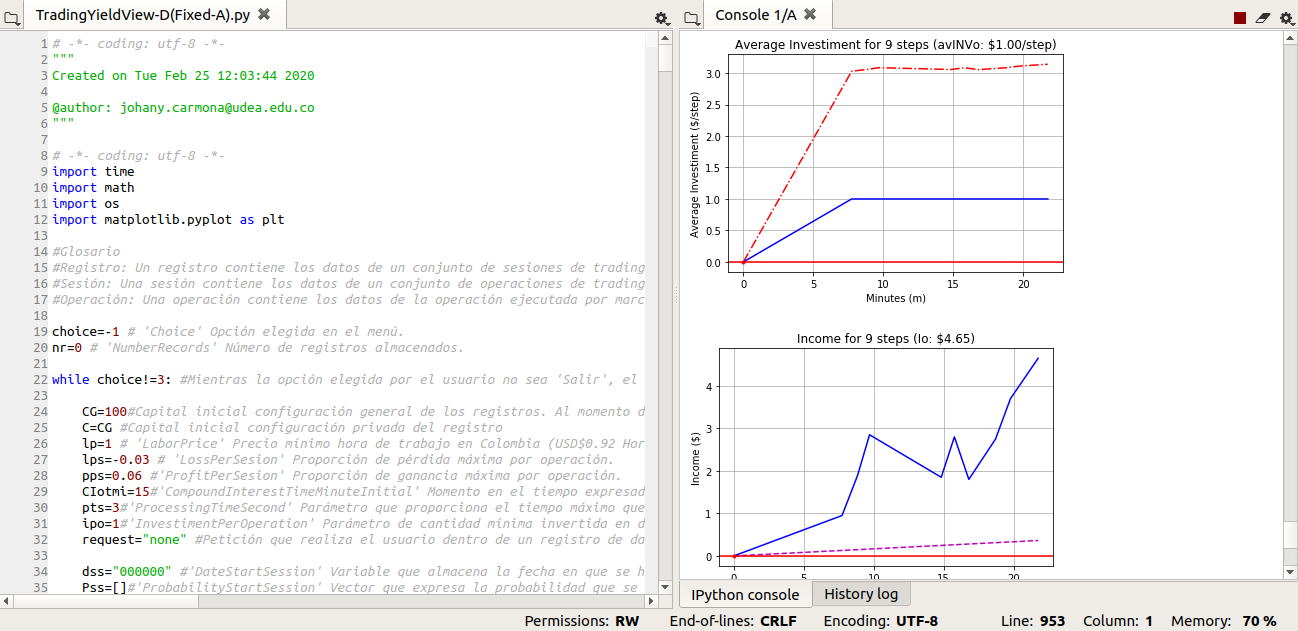 TradingYieldView-D(Fixed-A).py
1 # -*- coding: utf-8 -*-
2 """
3 Created on Tue Feb 25 12:03:44 2020
4
5 @author: johany.carmona@udea.edu.co
6 """
7
8 # -*- coding: utf-8 -*-
9 import time
10 import math
11 import os
12 import matplotlib.pyplot as plt
13
14 #Glosario
15 #Registro: Un registro contiene los datos de un conjunto de sesiones de trading
16 #Sesión: Una sesión contiene los datos de un conjunto de operaciones de trading
17 #Operación: Una operación contiene los datos de la operación ejecutada por marc
18
19 choice=-1 # 'Choice' Opción elegida en el menú.
20 nr=0 # 'NumberRecords' Número de registros almacenados.
21
22 while choice!=3: #Mientras la opción elegida por el usuario no sea 'Salir', el
23
24 CG=100#Capital inicial configuración general de los registros. Al momento d
25 C=CG #Capital inicial configuración privada del registro
26 lp=1 # 'LaborPrice' Precio mínimo hora de trabajo en Colombia (USD$0.92 Hor
27 lps=-0.03 # 'LossPerSesion' Proporción de pérdida máxima por operación.
28 pps=0.06 #'ProfitPerSesion' Proporción de ganancia máxima por operación.
29 CIotmi=15#'CompoundInterestTimeMinuteInitial' Momento en el tiempo expresad
30 pts=3#'ProcessingTimeSecond' Parámetro que proporciona el tiempo máximo que
31 ipo=1#'InvestimentPerOperation' Parámetro de cantidad mínima invertida en d
32 request="none" #Petición que realiza el usuario dentro de un registro de da
33
34 dss="000000" #'DateStartSession' Variable que almacena la fecha en que se h
35 Pss=[]#'ProbabilityStartSession' Vector que expresa la probabilidad que se
Console 1/A
Average Investiment for 9 steps (avINVo: $1.00/step)
Average Investiment ($/step)
3.0
2.5
2.0
1.5
1.0
0.5
0.0
0 5 10 15 20
Minutes (m)
Income for 9 steps (Io: $4.65)
Income ($)
4
3
2
1
0
0 5 10 15 20
IPython console
History log
Permissions: RW End-of-lines: CRLF Encoding: UTF-8 Line: 953 Column: 1 Memory: 70 %